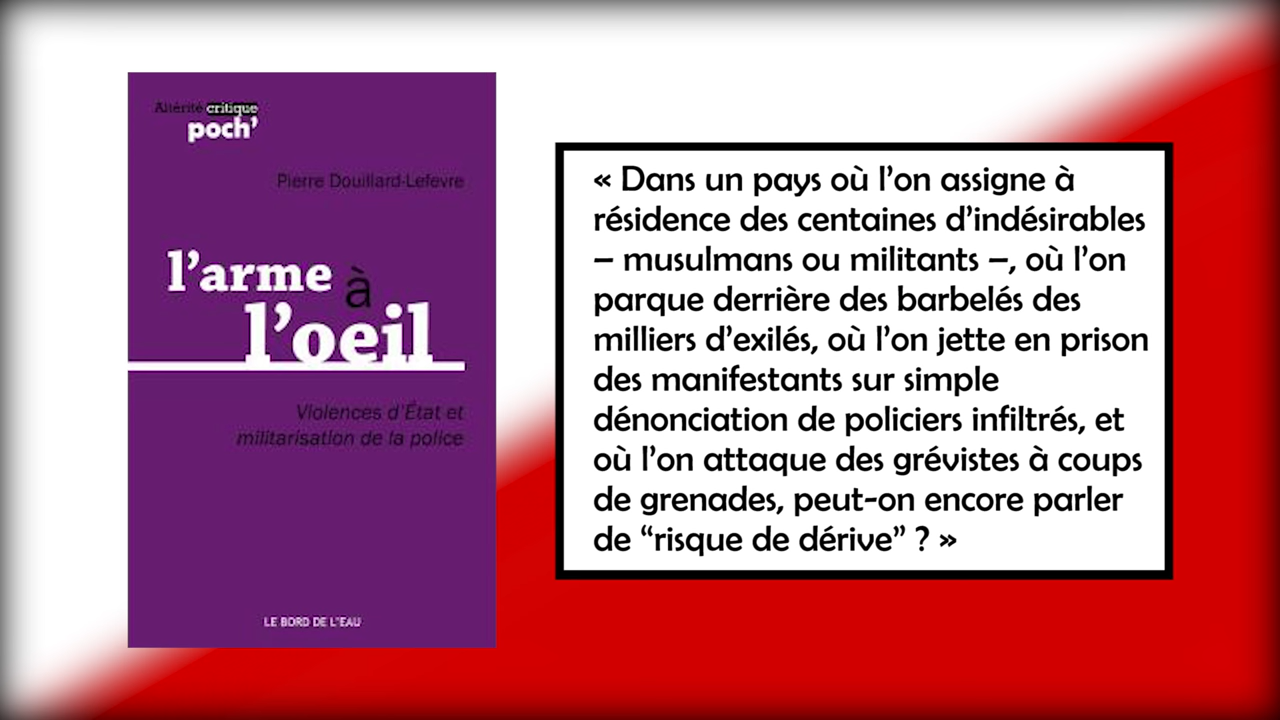 Altérité critique
poch'
Pierre Douillard-Lefevre
l'arme à
l'oeil
Violences d'État et
militarisation de la police
LE BORD DE L'EAU
« Dans un pays où l'on assigne à
résidence des centaines d'indésirables
– musulmans ou militants –, où l'on
parque derrière des barbelés des
milliers d'exilés, où l'on jette en prison
des manifestants sur simple
dénonciation de policiers infiltrés, et
où l'on attaque des grévistes à coups
de grenades, peut-on encore parler
de “risque de dérive” ? »